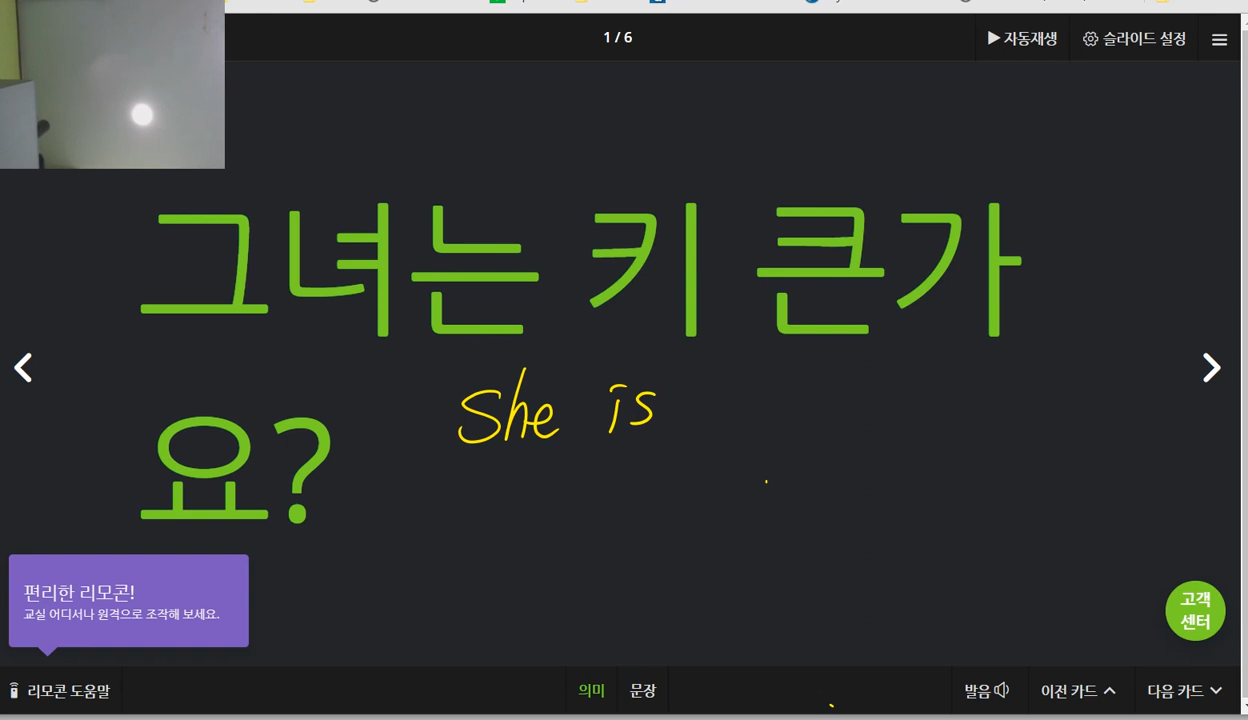 1 / 6
자동재생
슬라이드 설정
그녀는 키 큰가
요?
She is
편리한 리모콘!
교실 어디서나 원격으로 조작해 보세요.
고객
센터
리모콘 도움말
의미
문장
발음
이전 카드
다음 카드